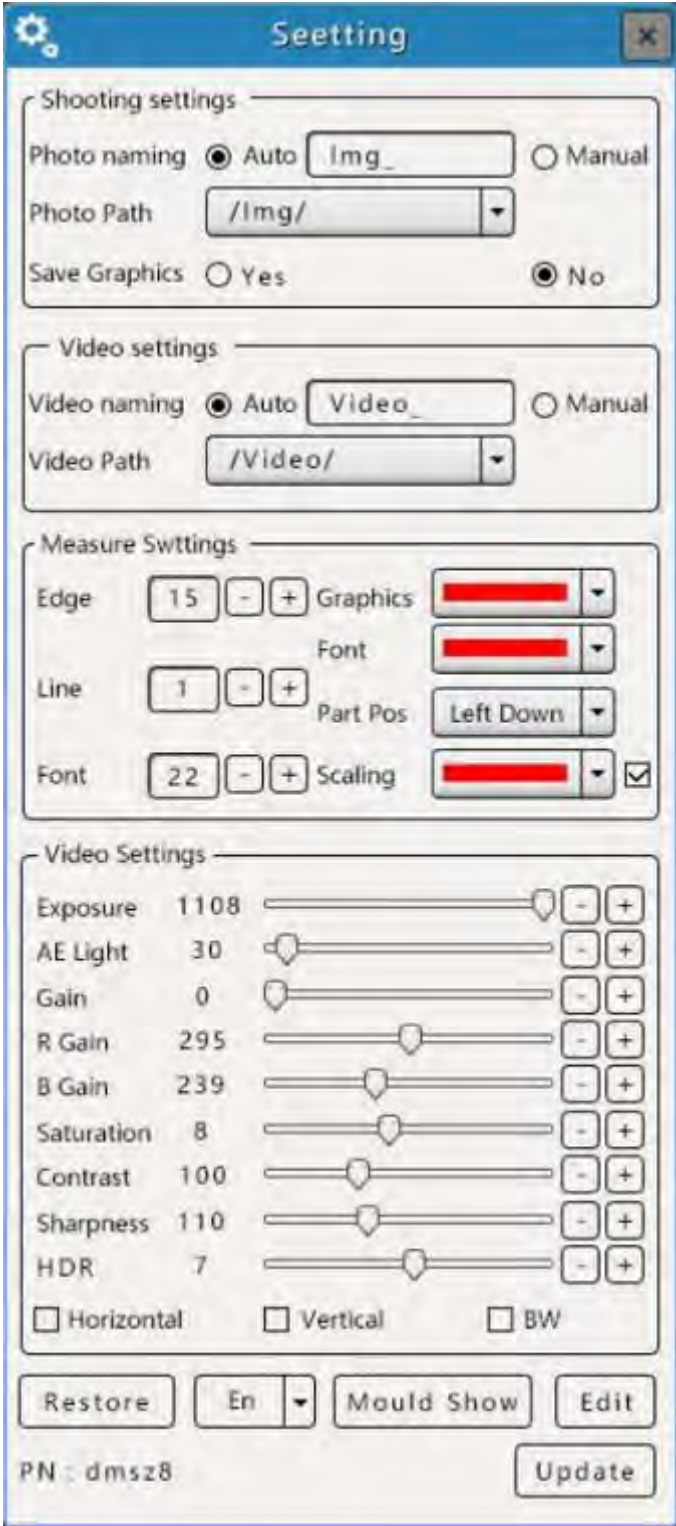 Seetting
Shooting settings
Photo naming Auto Img_ Manual
Photo Path /Img/
Save Graphics Yes No
Video settings
Video naming Auto Video_ Manual
Video Path /Video/
Measure Swttings
Edge 15 - + Graphics
Font
Line 1 - +
Part Pos Left Down
Font 22 - + Scaling
Video Settings
Exposure 1108 - +
AE Light 30 - +
Gain 0 - +
R Gain 295 - +
B Gain 239 - +
Saturation 8 - +
Contrast 100 - +
Sharpness 110 - +
HDR 7 - +
Horizontal Vertical BW
Restore En Mould Show Edit
PN : dmsz8 Update